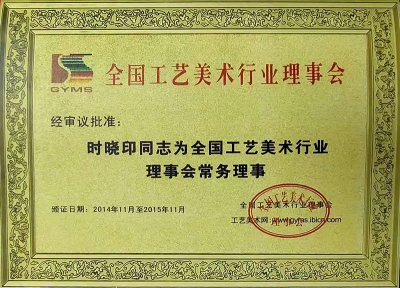 GYMS
全国工艺美术行业理事会
经审议批准：
时晓印同志为全国工艺美术行业
理事会常务理事
颁证日期：2014年11月至2015年11月
全国工艺美术行业理事会
工艺美术网：www.gyms.ibicn.com
理事会